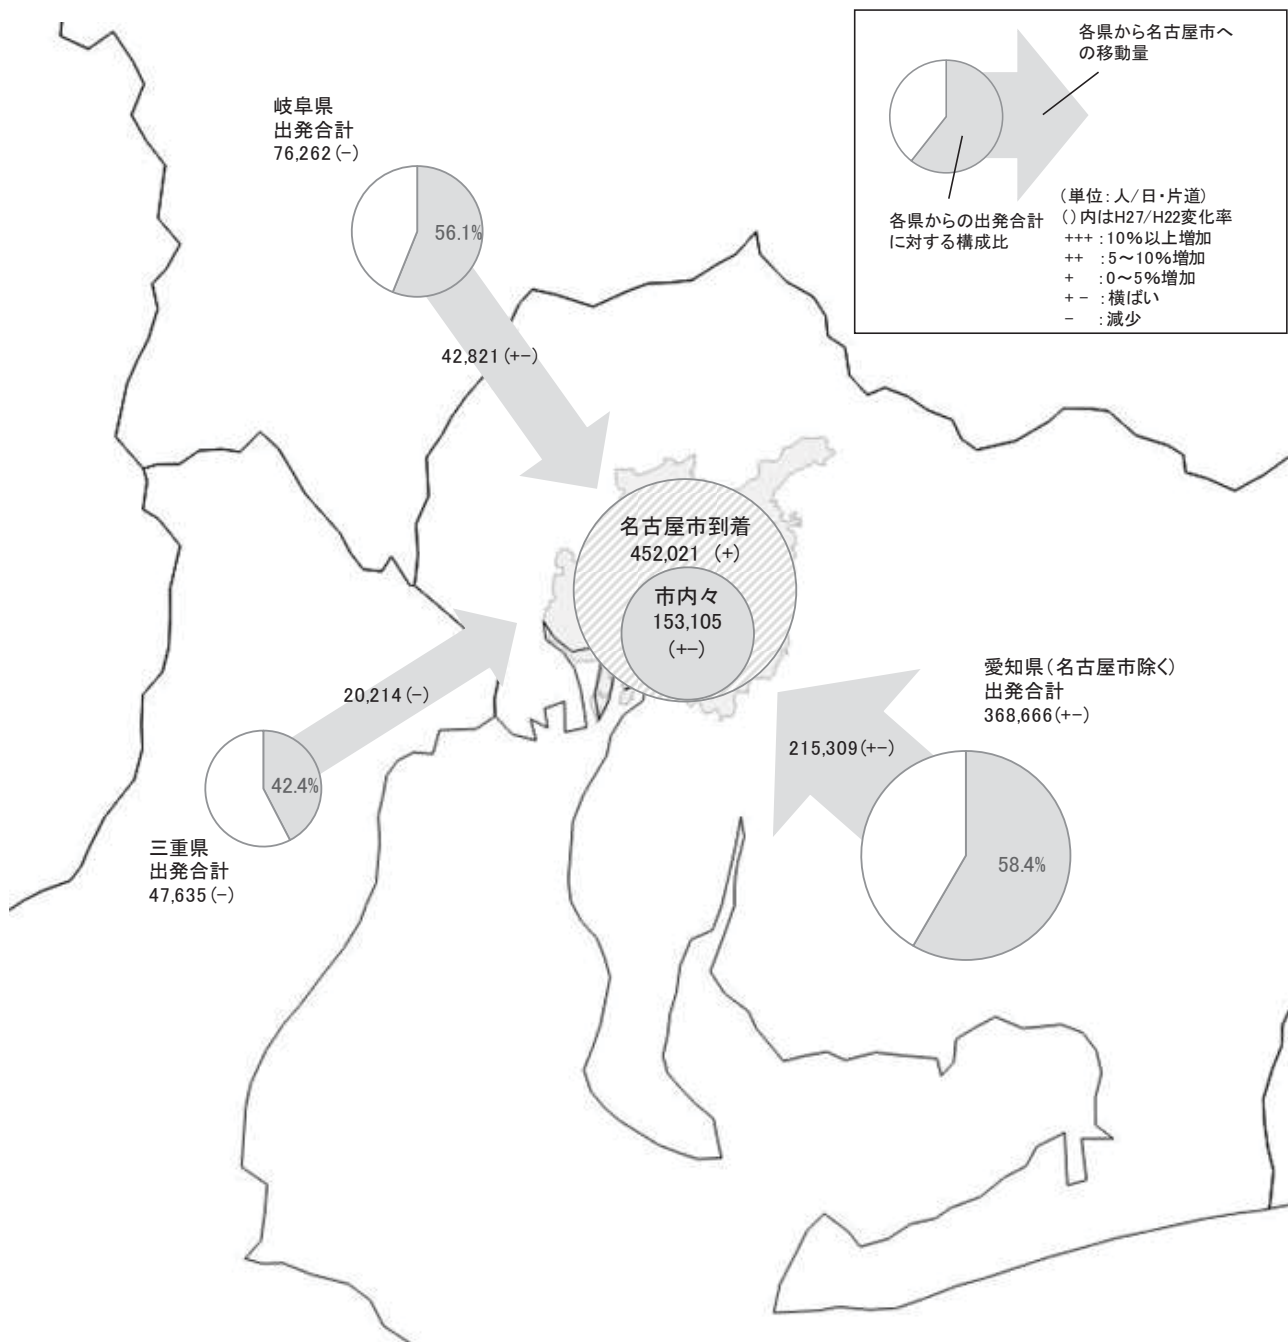 各県から名古屋市へ
の移動量
各県からの出発合計
に対する構成比
(単位:人/日・片道)
()内はH27/H22変化率
+++:10%以上増加
++ :5~10%増加
+ :0~5%増加
+- :横ばい
- :減少
岐阜県
出発合計
76,262(-)
56.1%
42,821(+-)
名古屋市到着
452,021 (+)
市内々
153,105
(+-)
20,214(-)
42.4%
三重県
出発合計
47,635(-)
愛知県(名古屋市除く)
出発合計
368,666(+-)
215,309(+-)
58.4%